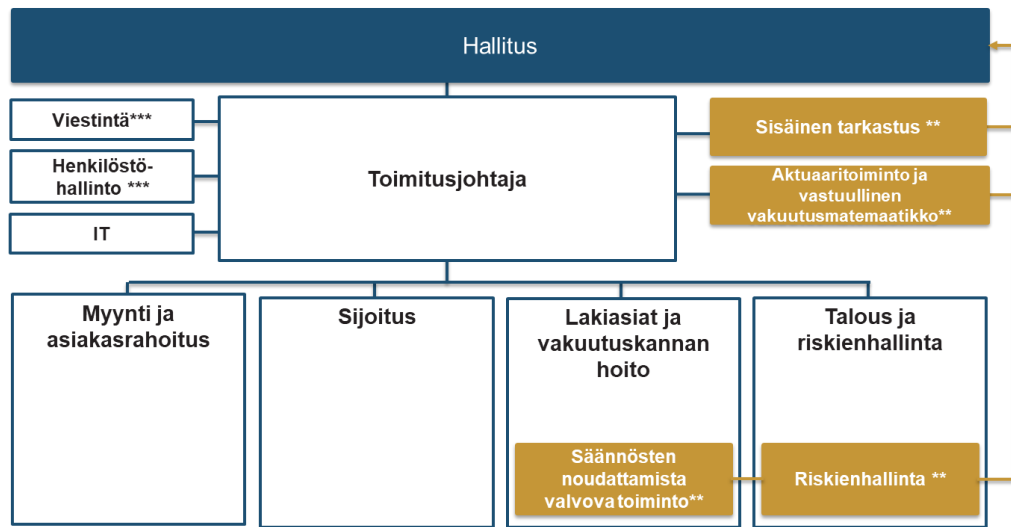 Hallitus
Viestintä***
Henkilöstö-
hallinto ***
IT
Toimitusjohtaja
Sisäinen tarkastus **
Aktuaaritoiminto ja
vastuullinen
vakuutusmatemaatikko**
Myynti ja
asiakasrahoitus
Sijoitus
Lakiasiat ja
vakuutuskannan
hoito
Talous ja
riskienhallinta
Säännösten
noudattamista
valvova toiminto**
Riskienhallinta **